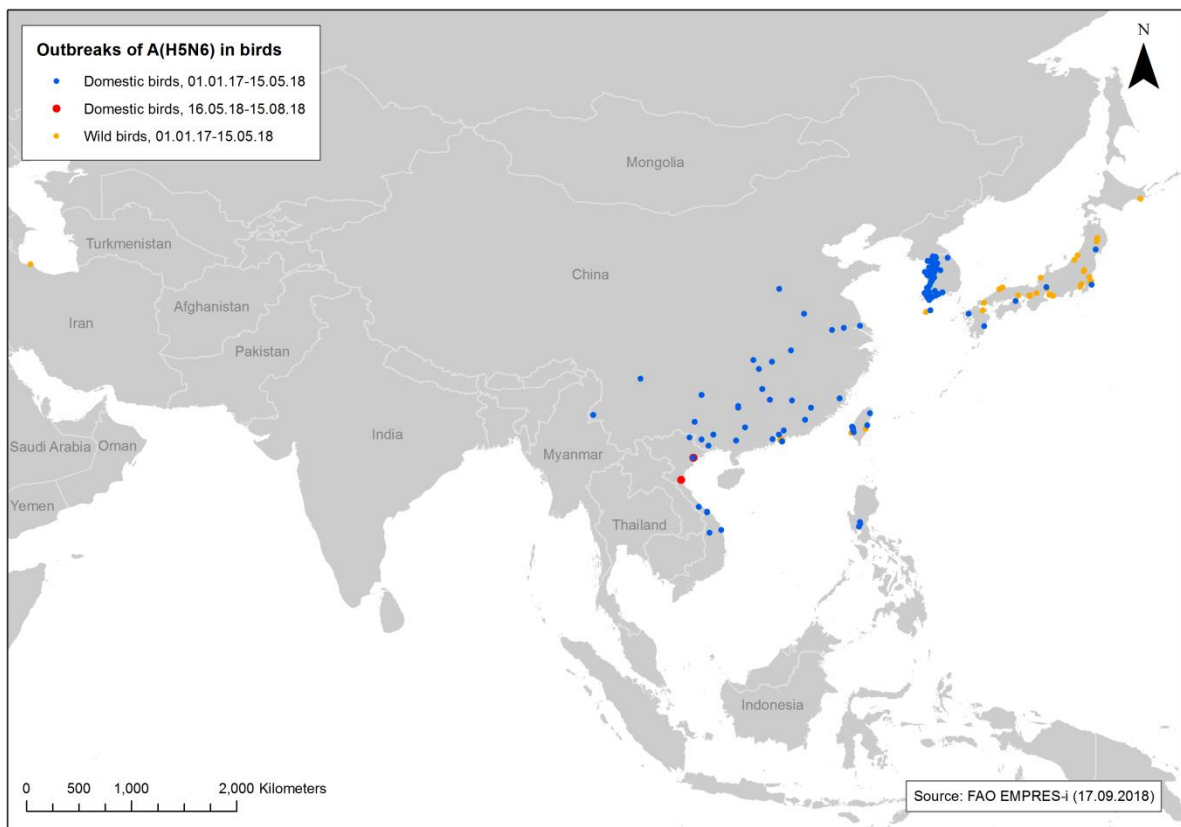 Outbreaks of A(H5N6) in birds
Domestic birds, 01.01.17-15.05.18
Domestic birds, 16.05.18-15.08.18
Wild birds, 01.01.17-15.05.18
N
Mongolia
Turkmenistan
China
Afghanistan
Iran
Pakistan
Saudi Arabia
Oman
India
Myanmar
Yemen
Thailand
Indonesia
0 500 1,000 2,000 Kilometers
Source: FAO EMPRES-i (17.09.2018)